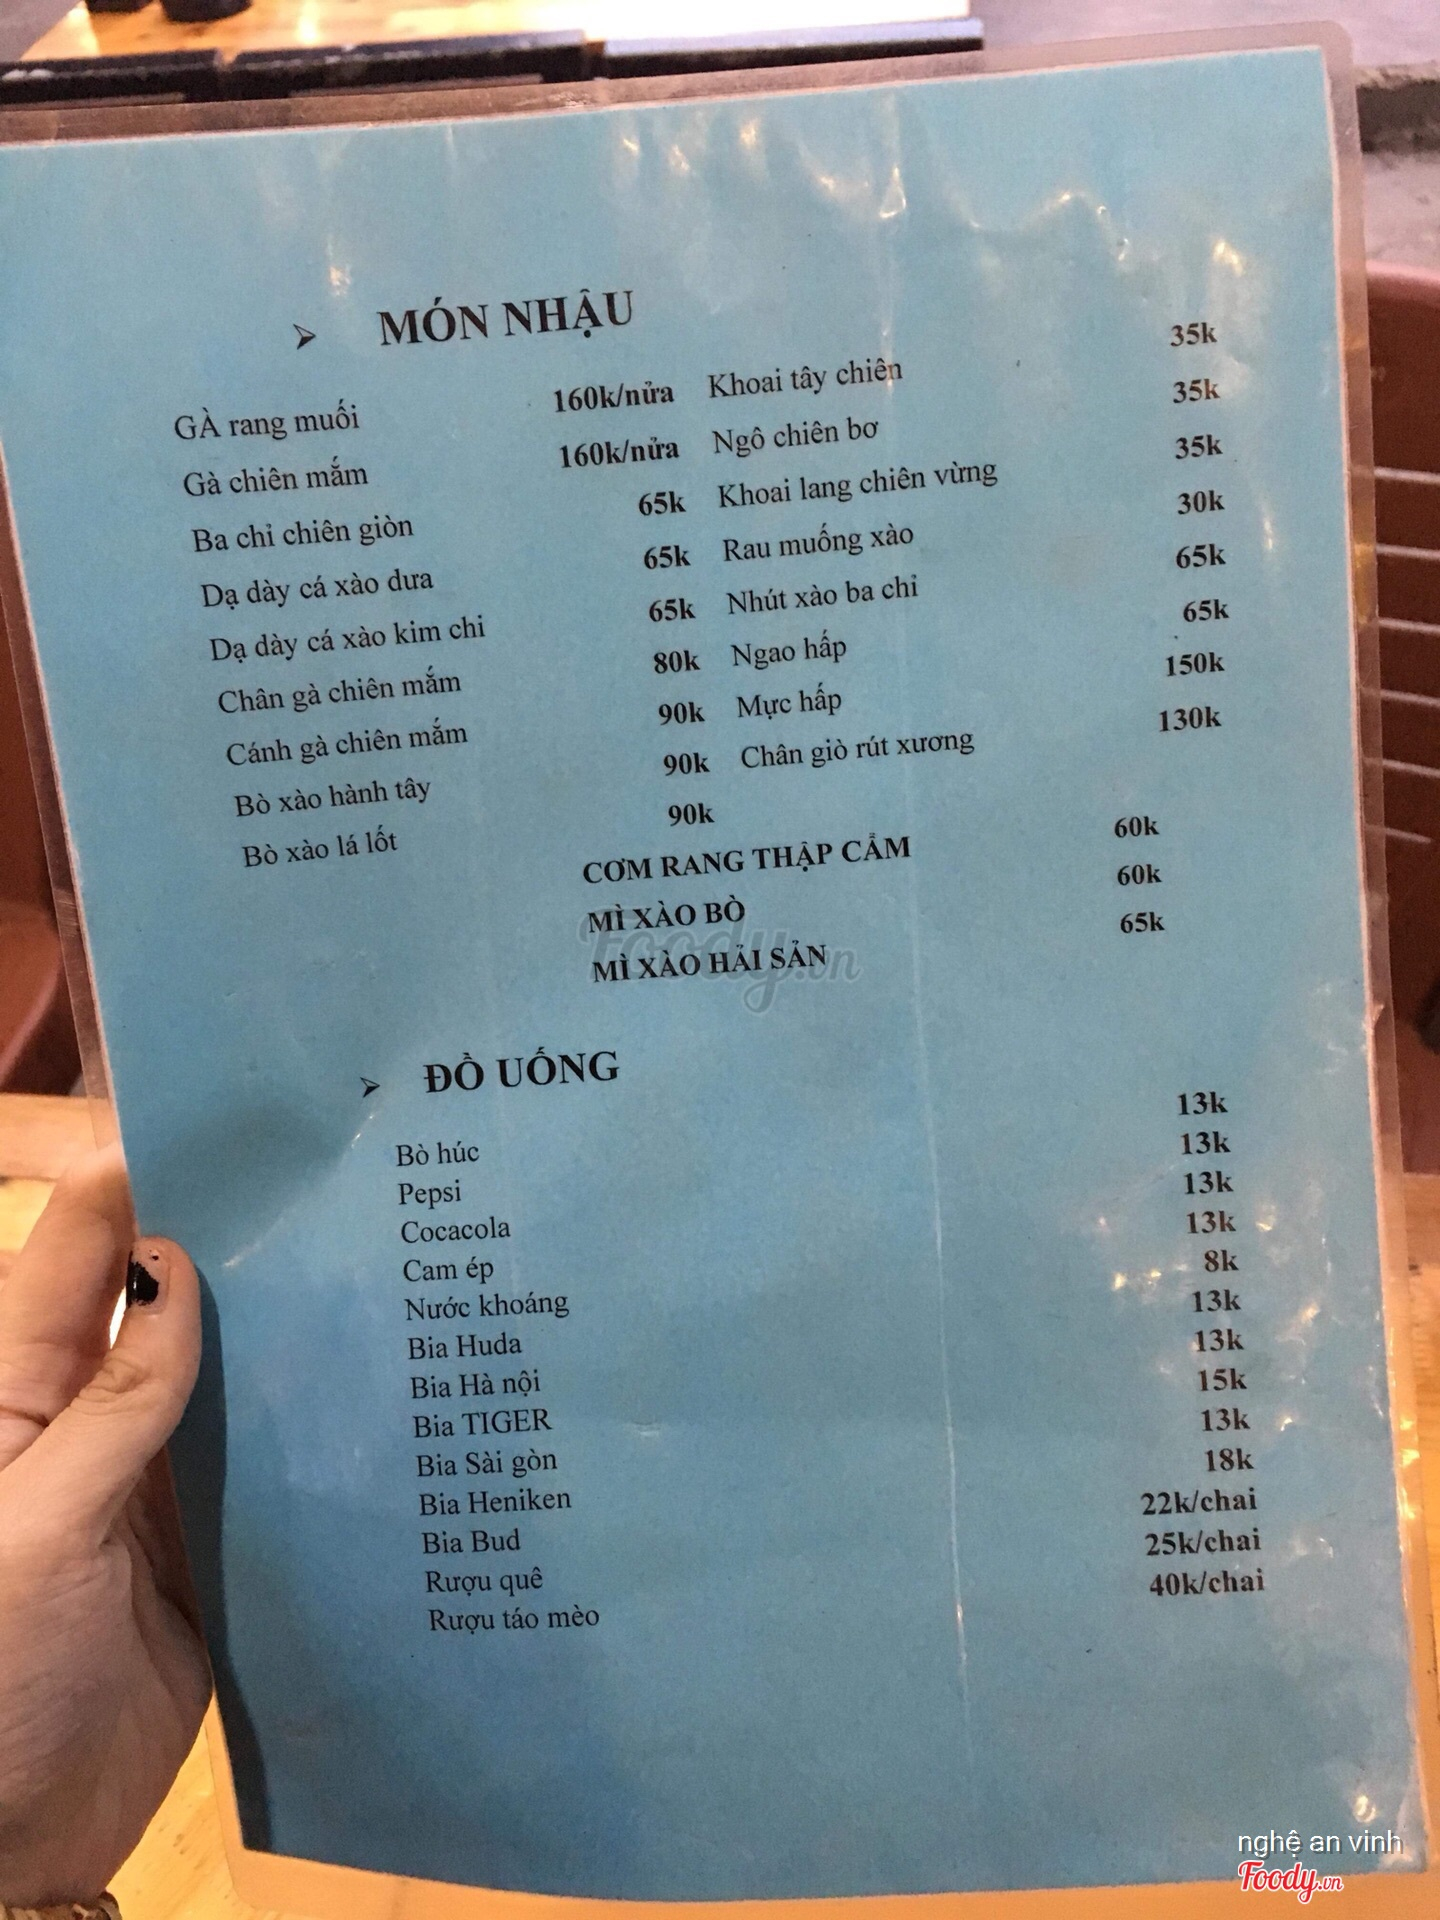 ➢ MÓN NHẬU
GÀ rang muối 160k/nửa Khoai tây chiên 35k
Gà chiên mắm 160k/nửa Ngô chiên bơ 35k
Ba chỉ chiên giòn 65k Khoai lang chiên vừng 35k
Dạ dày cá xào dưa 65k Rau muống xào 30k
Dạ dày cá xào kim chi 65k Nhút xào ba chỉ 65k
Chân gà chiên mắm 80k Ngao hấp 65k
Cánh gà chiên mắm 90k Mực hấp 150k
Bò xào hành tây 90k Chân giò rút xương 130k
Bò xào lá lốt 90k
CƠM RANG THẬP CẨM 60k
MÌ XÀO BÒ 60k
MÌ XÀO HẢI SẢN 65k
Foody.vn
➢ ĐỒ UỐNG
Bò húc 13k
Pepsi 13k
Cocacola 13k
Cam ép 13k
Nước khoáng 8k
Bia Huda 13k
Bia Hà nội 13k
Bia TIGER 15k
Bia Sài gòn 13k
Bia Heniken 18k
Bia Bud 22k/chai
Rượu quê 25k/chai
Rượu táo mèo 40k/chai
nghệ an vinh
Foody.vn